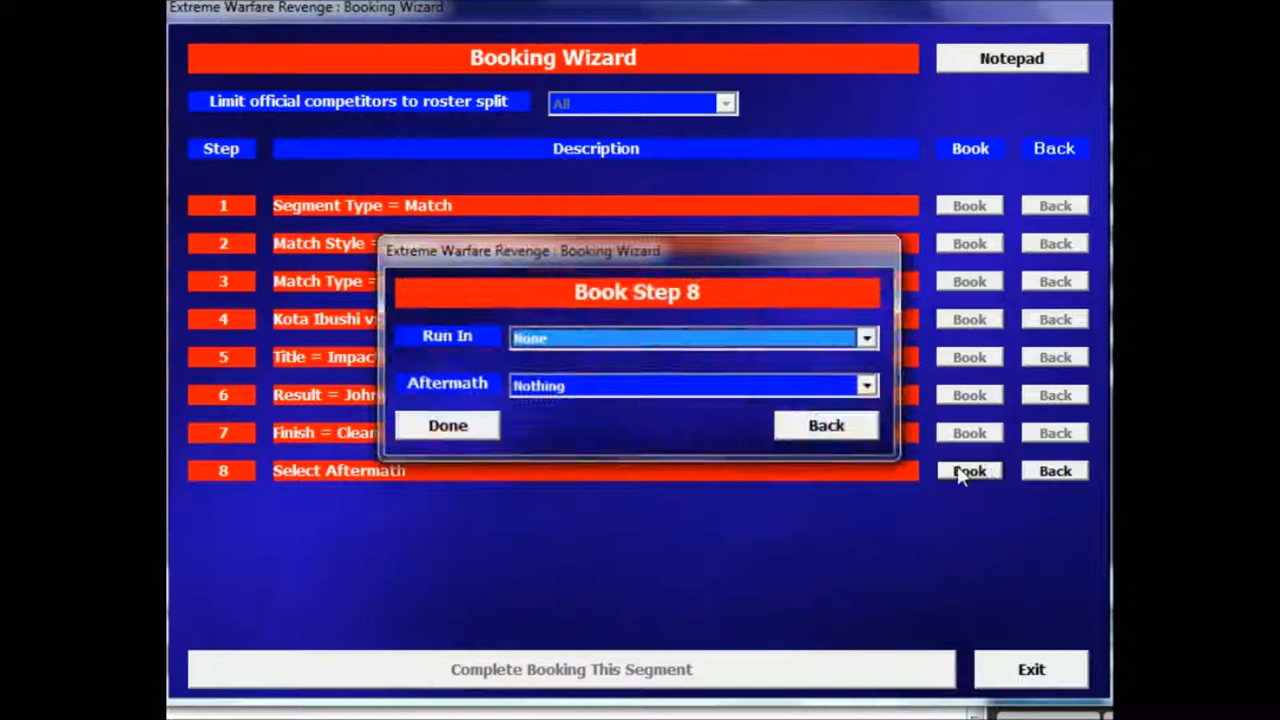 Extreme Warfare Revenge : Booking Wizard
Booking Wizard
Notepad
Limit official competitors to roster split
All
Step
Description
Book
Back
1
Segment Type = Match
Book
Back
2
Match Style =
Book
Back
3
Match Type =
Book
Back
4
Kota Ibushi v
Book
Back
5
Title = Impac
Book
Back
6
Result = John
Book
Back
7
Finish = Clean
Book
Back
8
Select Aftermath
Book
Back
Extreme Warfare Revenge : Booking Wizard
Book Step 8
Run In
None
Aftermath
Nothing
Done
Back
Complete Booking This Segment
Exit